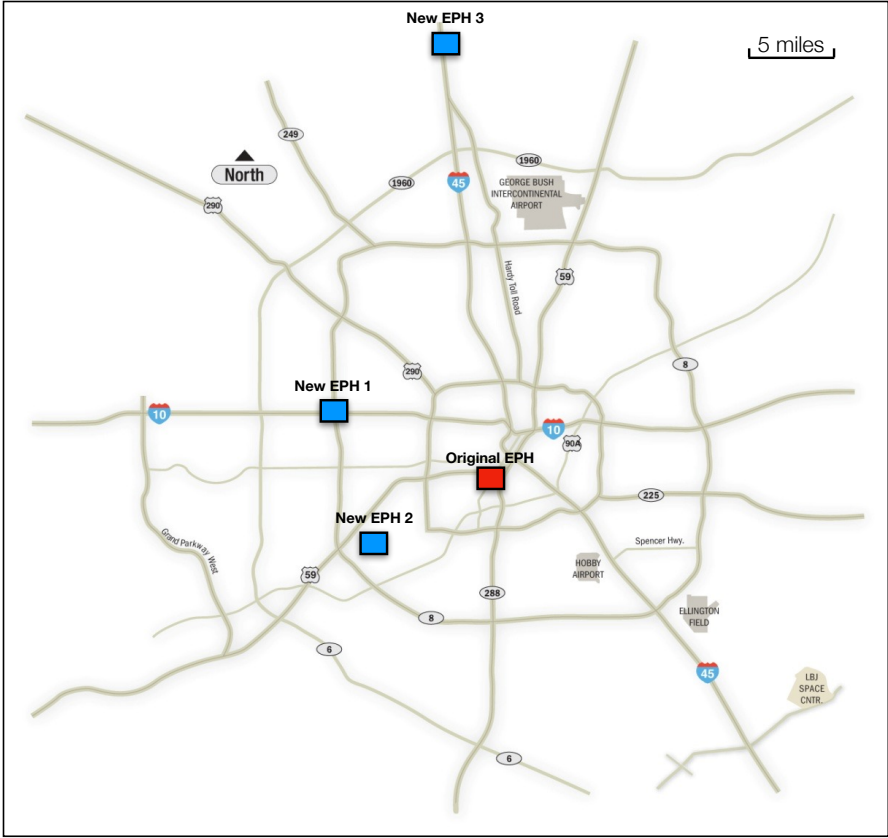 New EPH 3
5 miles
249
North
1960
1960
45
GEORGE BUSH
INTERCONTINENTAL
AIRPORT
290
Hardy Toll Road
59
8
290
New EPH 1
10
10
90A
Original EPH
225
New EPH 2
Grand Parkway West
Spencer Hwy.
HOBBY
AIRPORT
59
288
8
ELLINGTON
FIELD
6
45
LBJ
SPACE
CNTR.
6